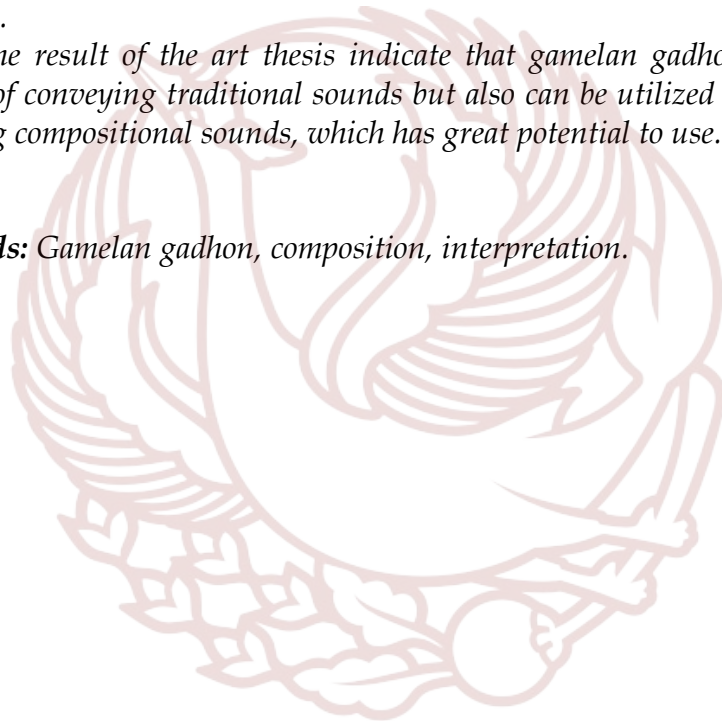 .
ne result of the art thesis indicate that gamelan gadho
of conveying traditional sounds but also can be utilized
g compositional sounds, which has great potential to use.
ds: Gamelan gadhon, composition, interpretation.